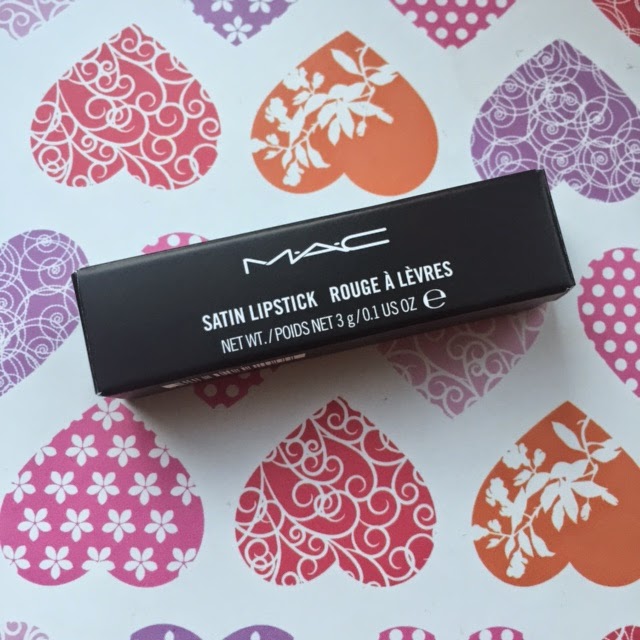 M·A·C
SATIN LIPSTICK ROUGE À LÈVRES
NET WT./POIDS NET 3 g/0.1 US OZ ℮